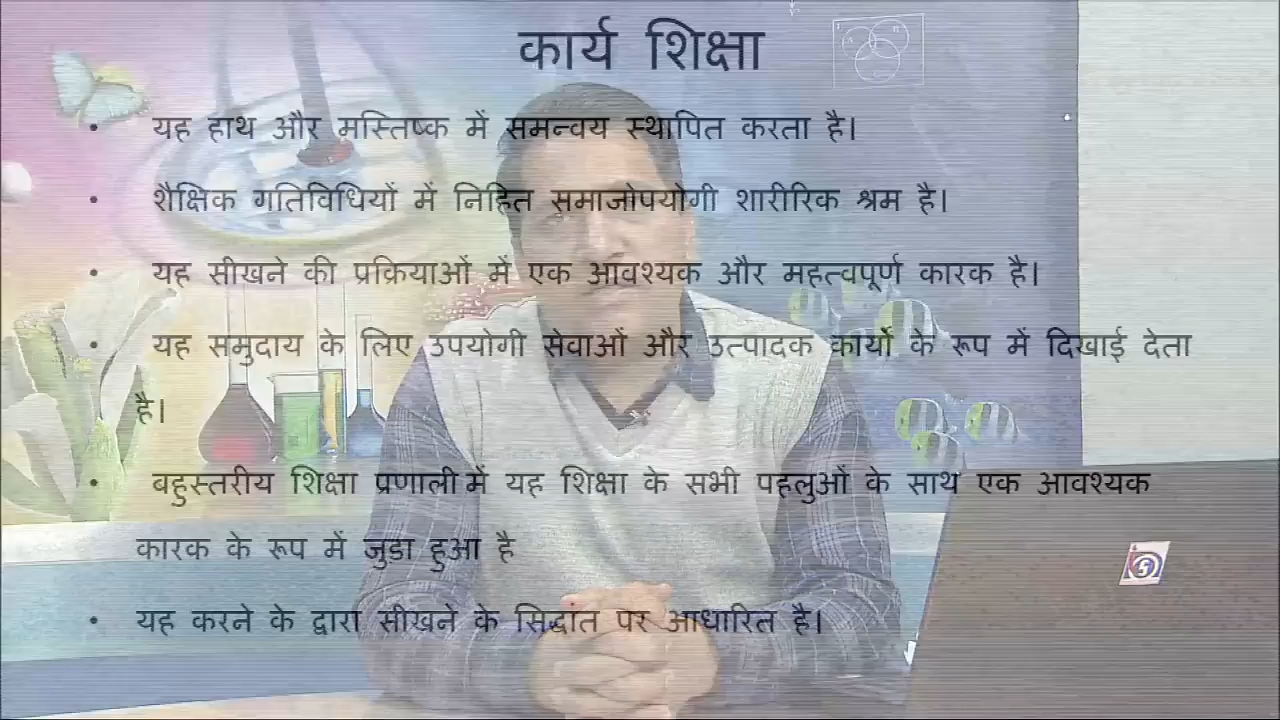 कार्य शिक्षा
• यह हाथ और मस्तिष्क में समन्वय स्थापित करता है।
• शैक्षिक गतिविधियों में निहित समाजोपयोगी शारीरिक श्रम है।
• यह सीखने की प्रक्रियाओं में एक आवश्यक और महत्वपूर्ण कारक है।
• यह समुदाय के लिए उपयोगी सेवाओं और उत्पादक कार्यो के रूप में दिखाई देता
है।
• बहुस्तरीय शिक्षा प्रणाली में यह शिक्षा के सभी पहलुओं के साथ एक आवश्यक
कारक के रूप में जुडा हुआ है
• यह करने के द्वारा सीखने के सिद्धांत पर आधारित है।